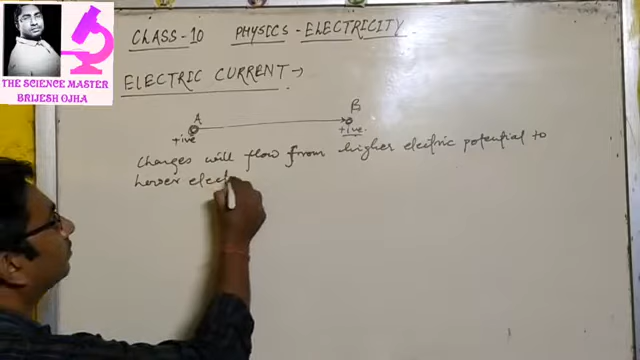 CLASS-10 PHYSICS - ELECTRICITY
THE SCIENCE MASTER
BRIJESH OJHA
ELECTRIC CURRENT →
A B
+ive +ive.
Charges will flow from higher electric potential to
lower elect